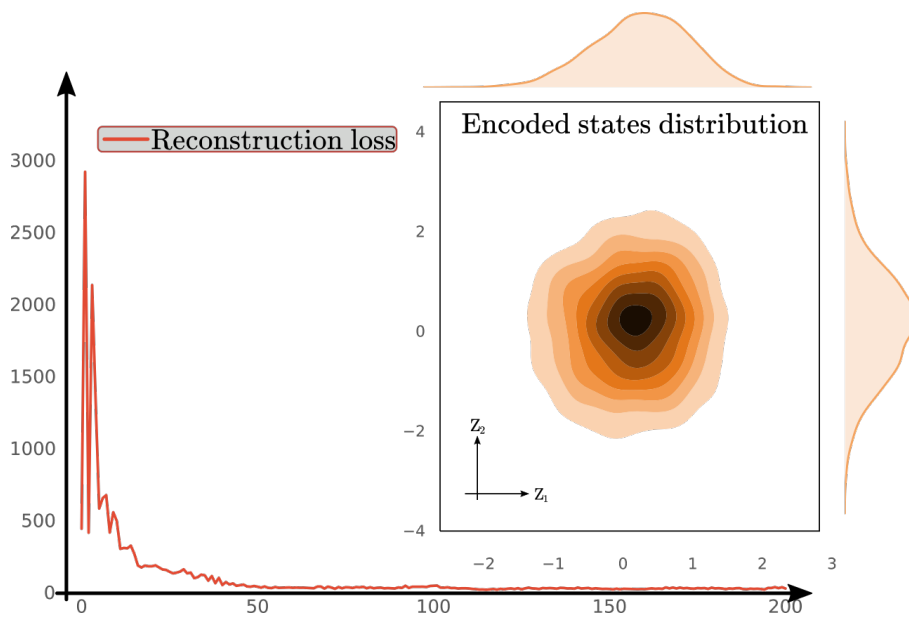 Encoded states distribution
Reconstruction loss
3000
2500
2000
1500
1000
500
0
0 50 100 150 200
4
2
0
−2
−4
Z2
Z1
−2 −1 0 1 2 3